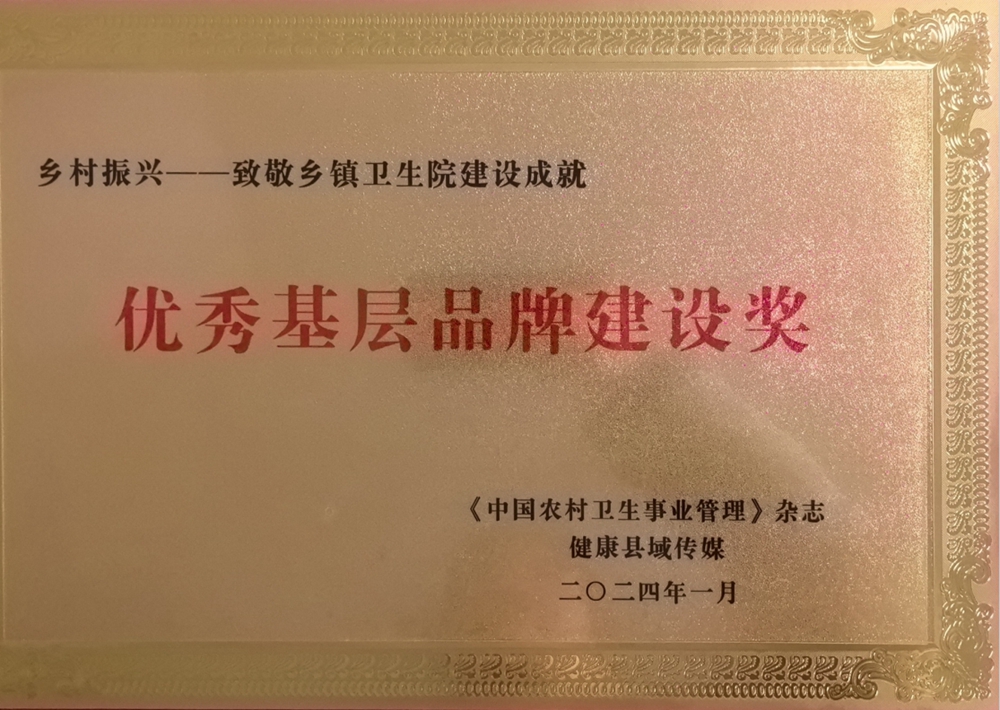 乡村振兴——致敬乡镇卫生院建设成就
优秀基层品牌建设奖
《中国农村卫生事业管理》杂志
健康县域传媒
二〇二四年一月